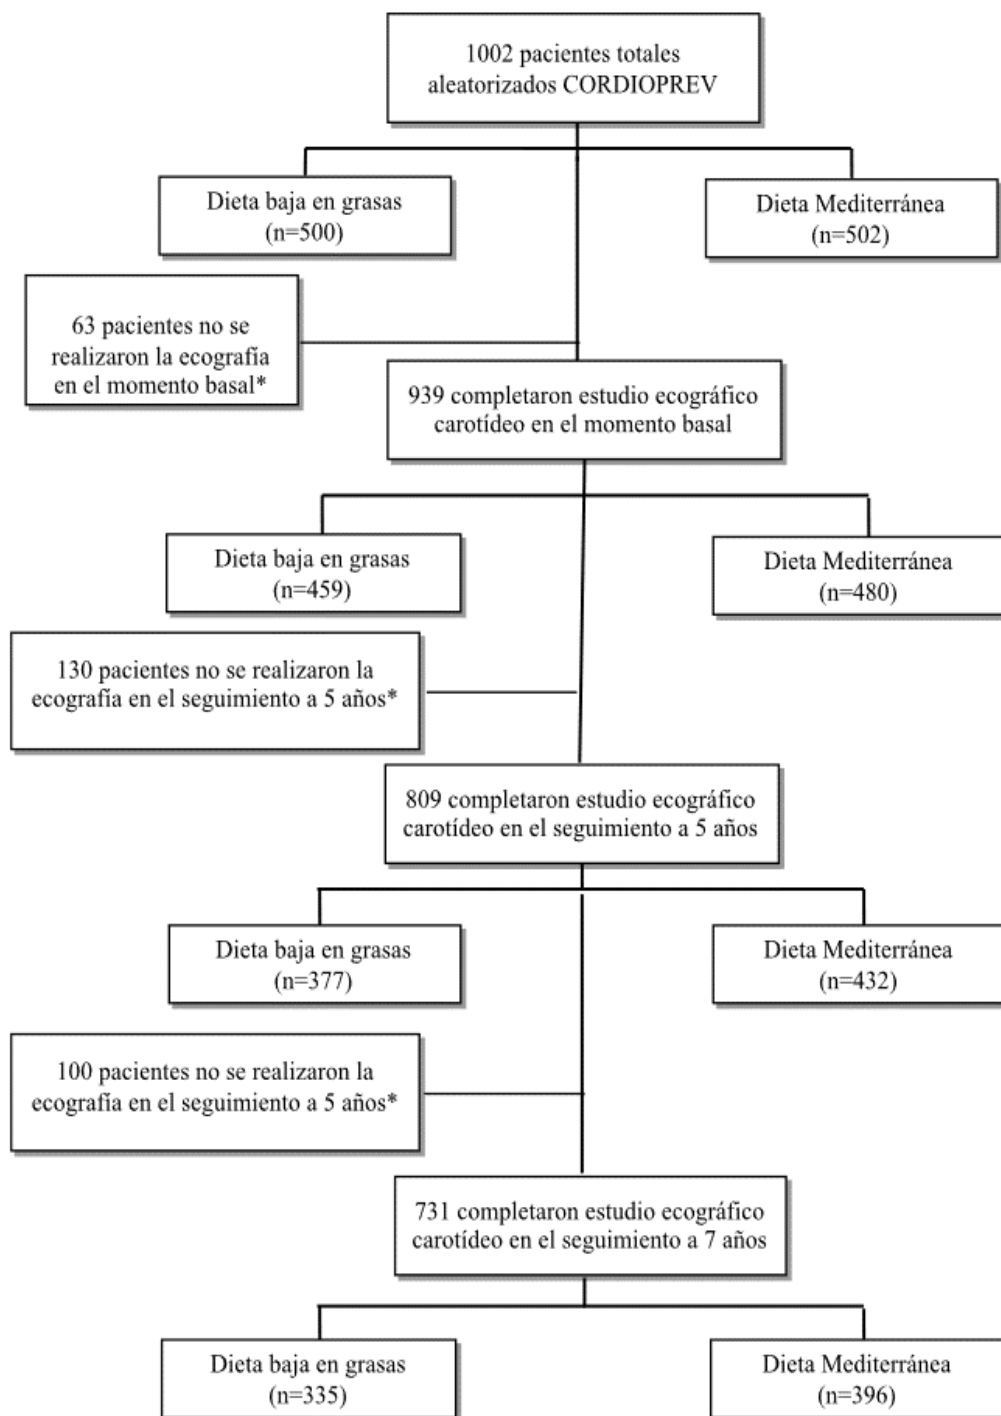 1002 pacientes totales
aleatorizados CORDIOPREV
Dieta baja en grasas
(n=500)
Dieta Mediterránea
(n=502)
63 pacientes no se
realizaron la ecografía
en el momento basal*
939 completaron estudio ecográfico
carotídeo en el momento basal
Dieta baja en grasas
(n=459)
Dieta Mediterránea
(n=480)
130 pacientes no se realizaron la
ecografía en el seguimiento a 5 años*
809 completaron estudio ecográfico
carotídeo en el seguimiento a 5 años
Dieta baja en grasas
(n=377)
Dieta Mediterránea
(n=432)
100 pacientes no se realizaron la
ecografía en el seguimiento a 5 años*
731 completaron estudio ecográfico
carotídeo en el seguimiento a 7 años
Dieta baja en grasas
(n=335)
Dieta Mediterránea
(n=396)